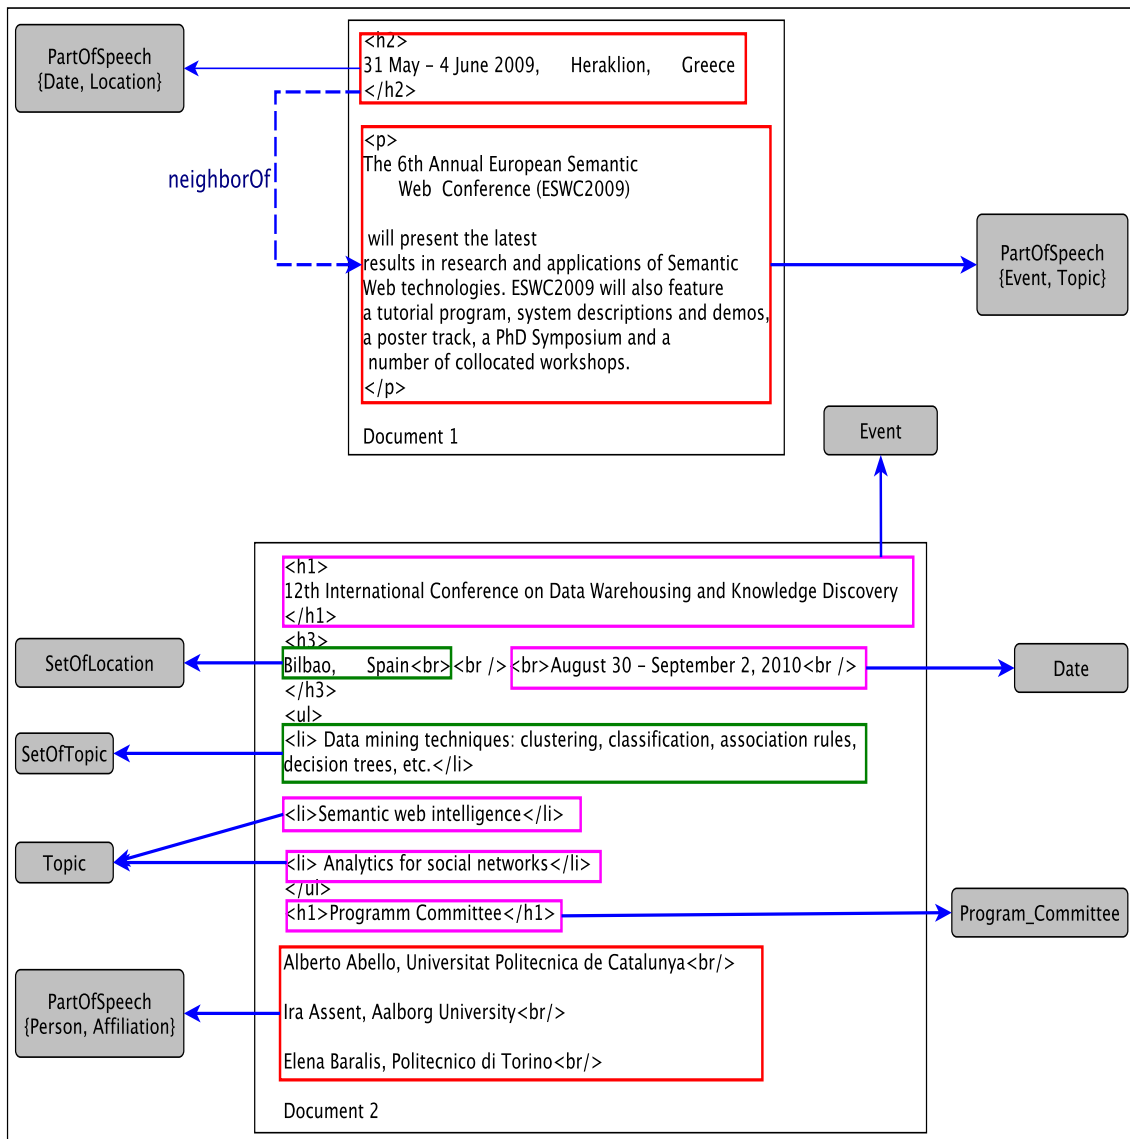 PartOfSpeech
{Date, Location}
<h2>
31 May – 4 June 2009, Heraklion, Greece
</h2>
neighborOf
<p>
The 6th Annual European Semantic
Web Conference (ESWC2009)
will present the latest
results in research and applications of Semantic
Web technologies. ESWC2009 will also feature
a tutorial program, system descriptions and demos,
a poster track, a PhD Symposium and a
number of collocated workshops.
</p>
Document 1
PartOfSpeech
{Event, Topic}
Event
<h1>
12th International Conference on Data Warehousing and Knowledge Discovery
</h1>
<h3>
SetOfLocation
Bilbao, Spain<br> <br /> <br>August 30 – September 2, 2010<br />
Date
</h3>
<ul>
SetOfTopic
<li> Data mining techniques: clustering, classification, association rules,
decision trees, etc.</li>
<li>Semantic web intelligence</li>
Topic
<li> Analytics for social networks</li>
</ul>
<h1>Programm Committee</h1>
Program_Committee
PartOfSpeech
{Person, Affiliation}
Alberto Abello, Universitat Politecnica de Catalunya<br/>
Ira Assent, Aalborg University<br/>
Elena Baralis, Politecnico di Torino<br/>
Document 2